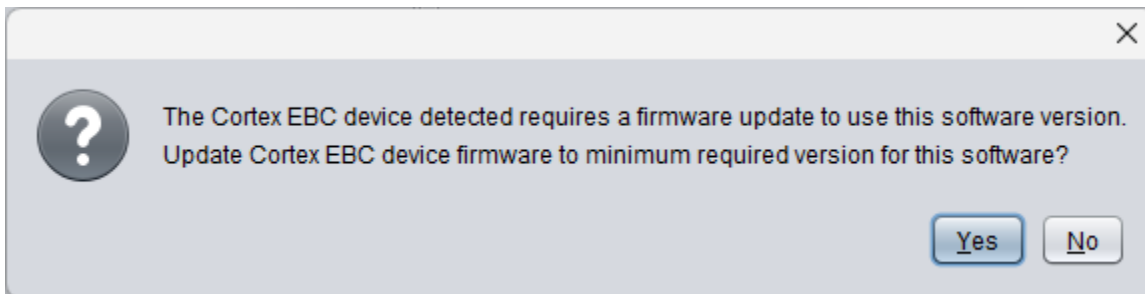 The Cortex EBC device detected requires a firmware update to use this software version.
Update Cortex EBC device firmware to minimum required version for this software?
Yes No